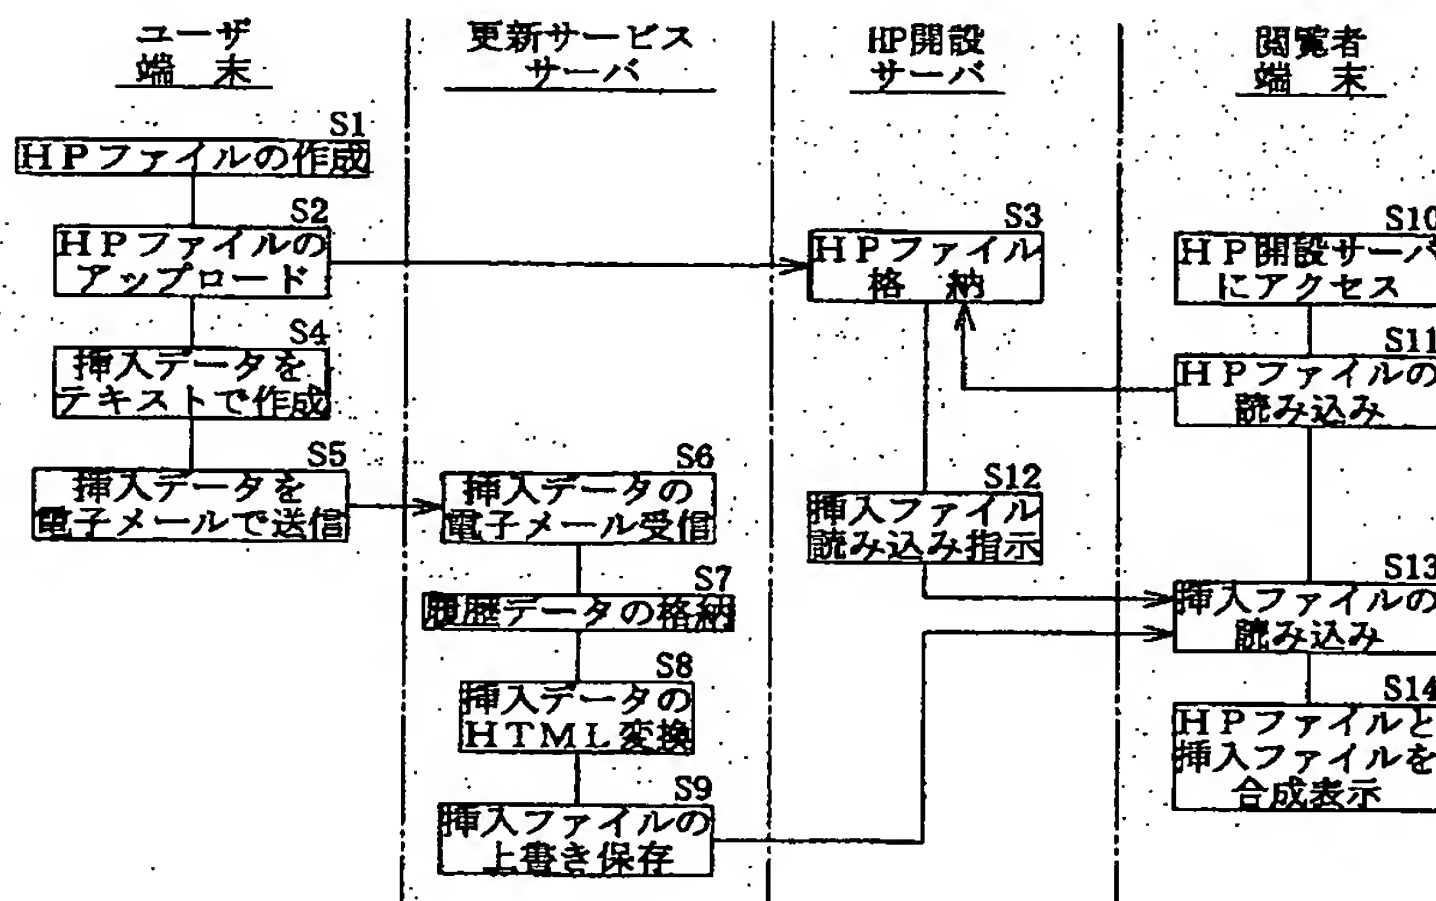 ユーザ
端　末
更新サービス
サーバ
HP開設
サーバ
閲覧者
端　末
S1
HPファイルの作成
S2
HPファイルの
アップロード
S3
HPファイル
格　納
S10
HP開設サーバ
にアクセス
S4
挿入データを
テキストで作成
S11
HPファイルの
読み込み
S5
挿入データを
電子メールで送信
S6
挿入データの
電子メール受信
S12
挿入ファイル
読み込み指示
S7
履歴データの格納
S13
挿入ファイルの
読み込み
S8
挿入データの
HTML変換
S14
HPファイルと
挿入ファイルを
合成表示
S9
挿入ファイルの
上書き保存